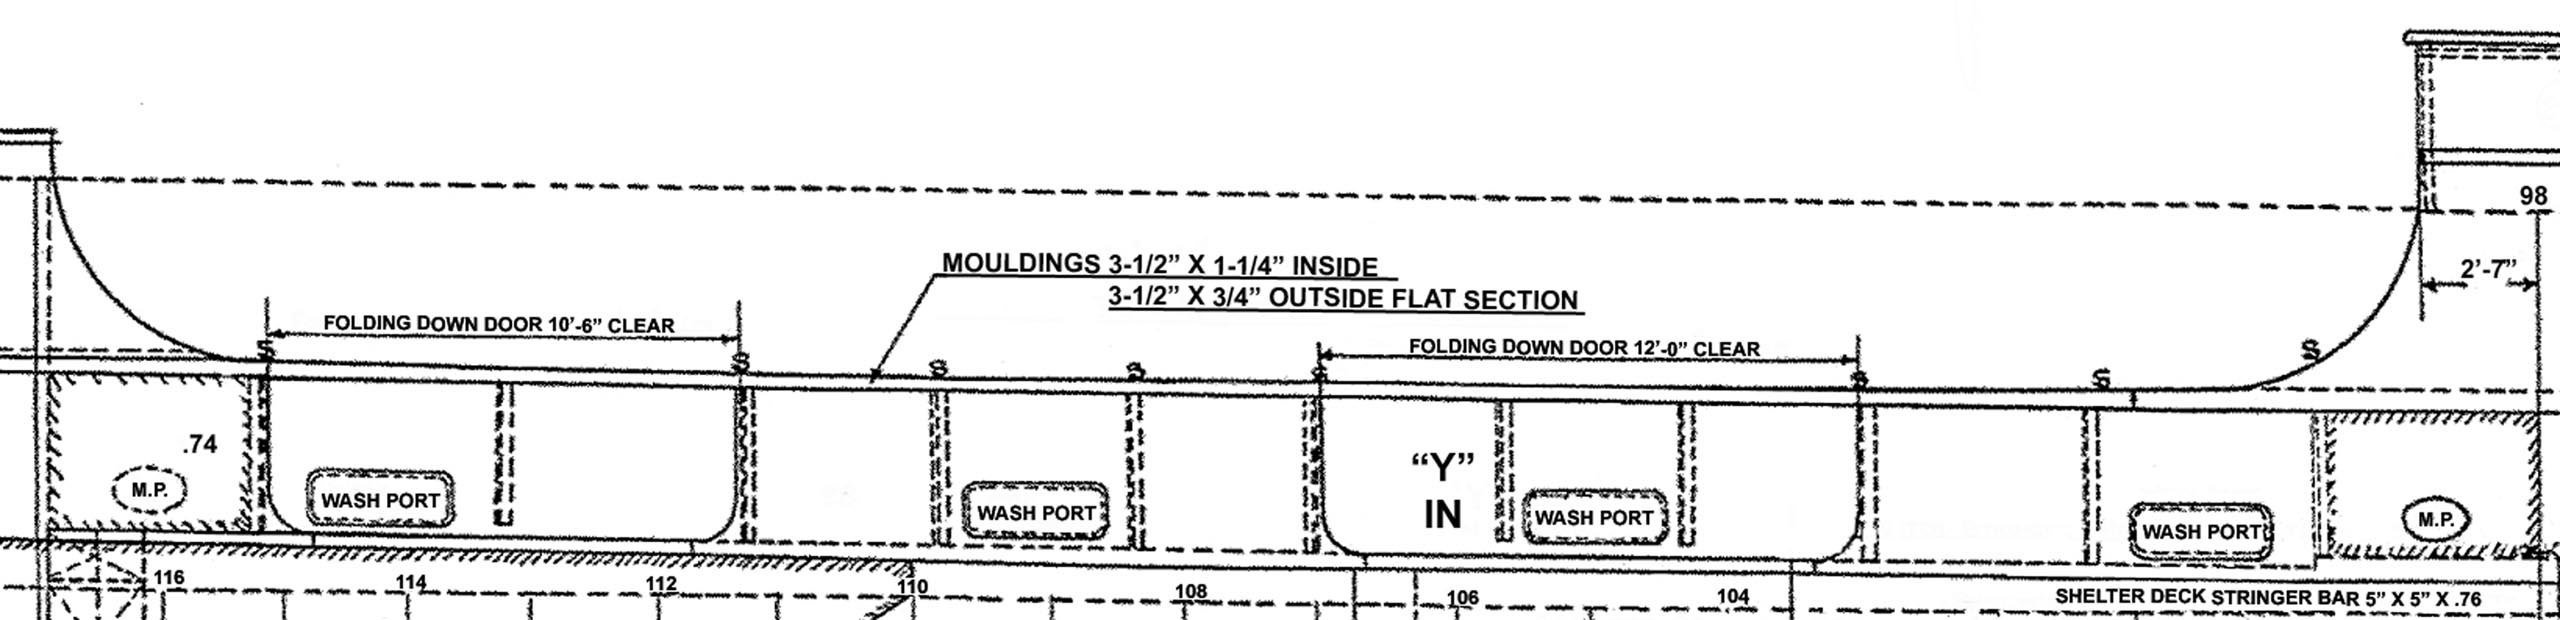 98
2'-7"
MOULDINGS 3-1/2" X 1-1/4" INSIDE
3-1/2" X 3/4" OUTSIDE FLAT SECTION
FOLDING DOWN DOOR 10'-6" CLEAR
FOLDING DOWN DOOR 12'-0" CLEAR
S S S S S S S S
.74
M.P.
WASH PORT
WASH PORT
"Y"
IN
WASH PORT
WASH PORT
M.P.
116 114 112 110 108 106 104
SHELTER DECK STRINGER BAR 5" X 5" X .76